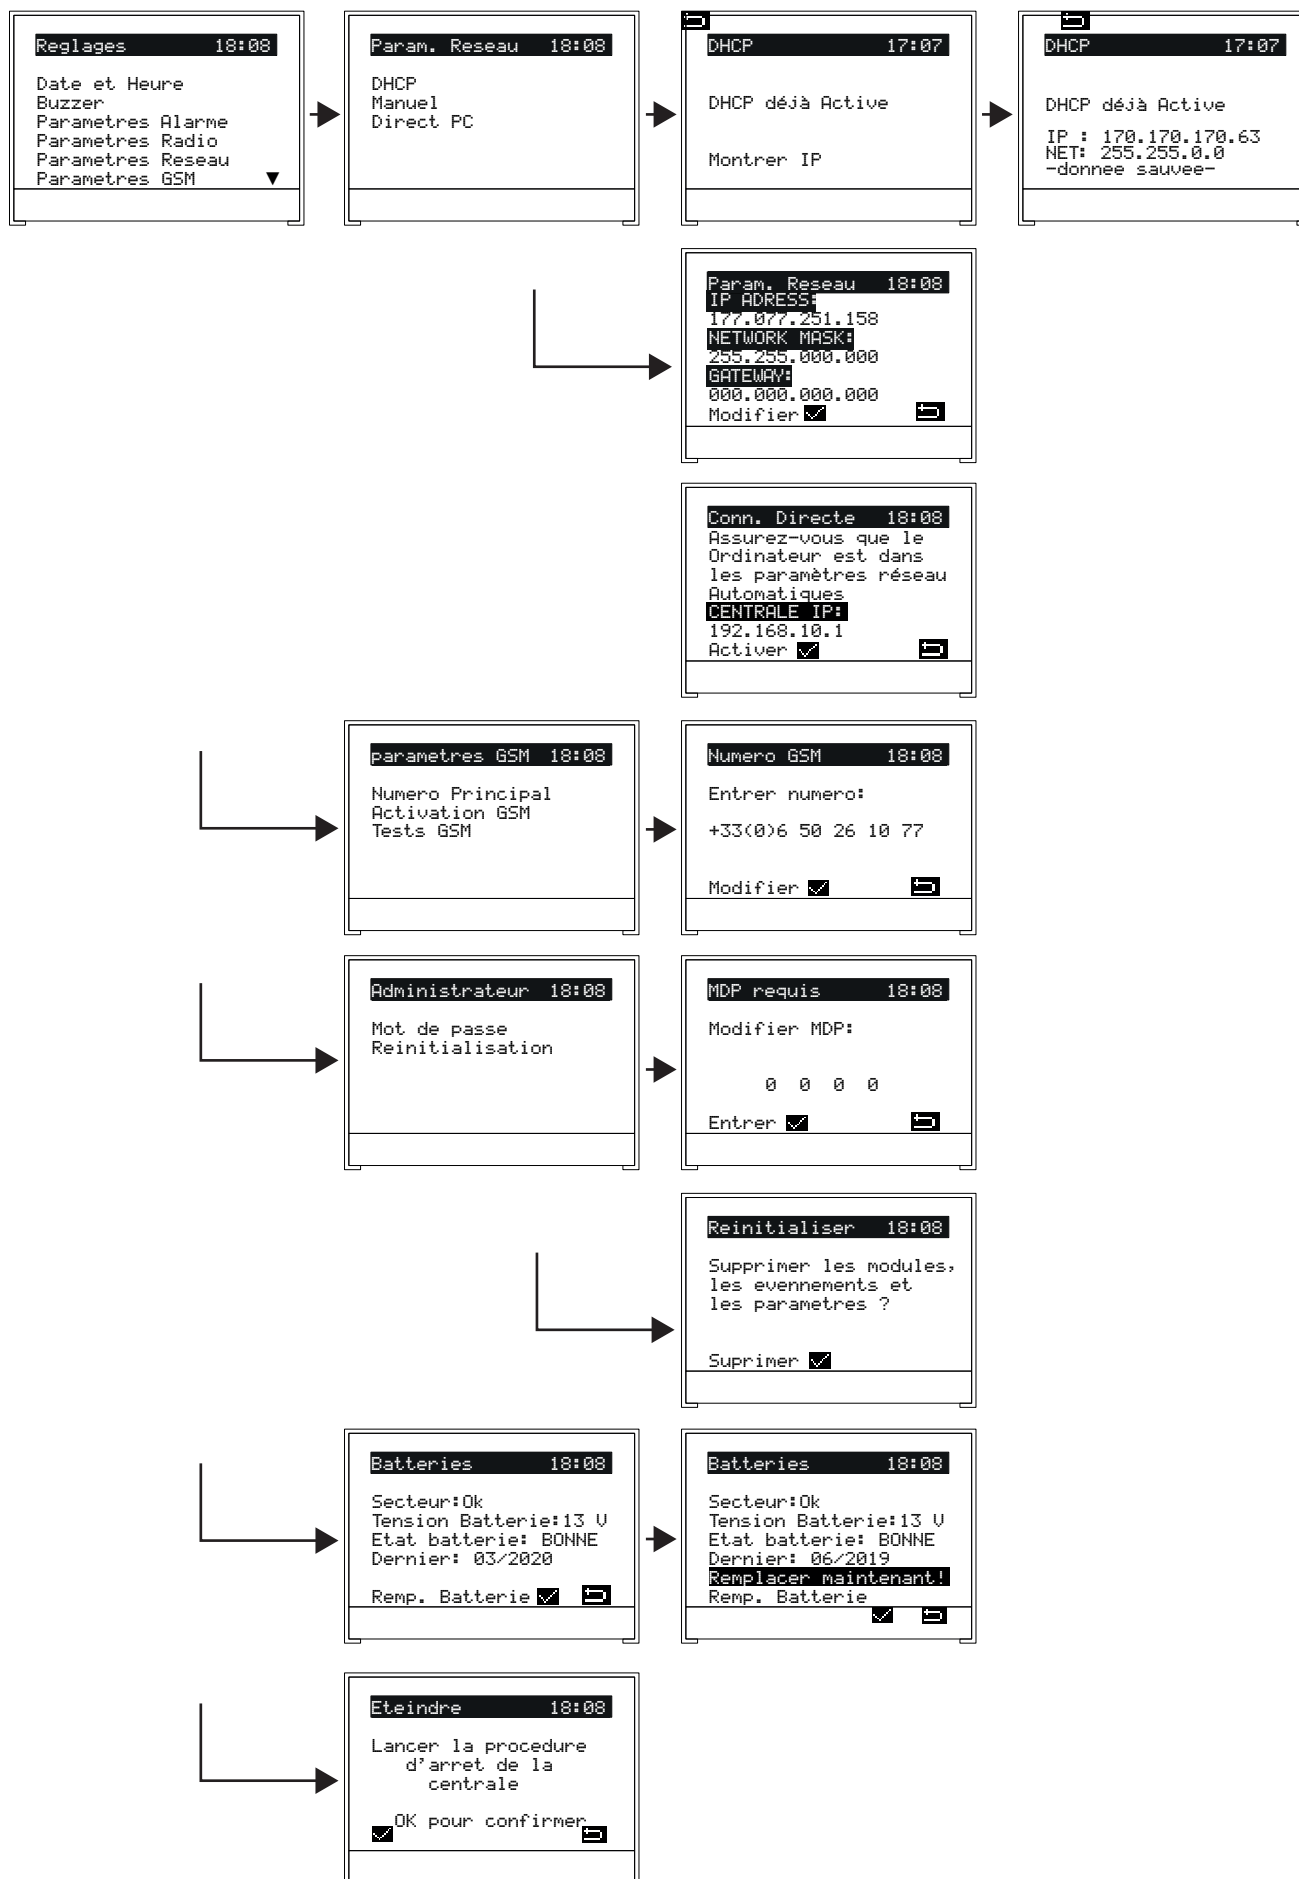 Reglages 18:08
Date et Heure
Buzzer
Parametres Alarme
Parametres Radio
Parametres Reseau
Parametres GSM ▼
Param. Reseau 18:08
DHCP
Manuel
Direct PC
DHCP 17:07
DHCP déjà Active
Montrer IP
DHCP 17:07
DHCP déjà Active
IP : 170.170.170.63
NET: 255.255.0.0
-donnee sauvee-
Param. Reseau 18:08
IP ADRESS:
177.077.251.158
NETWORK MASK:
255.255.000.000
GATEWAY:
000.000.000.000
Modifier
Conn. Directe 18:08
Assurez-vous que le
Ordinateur est dans
les paramètres réseau
Automatiques
CENTRALE IP:
192.168.10.1
Activer
parametres GSM 18:08
Numero Principal
Activation GSM
Tests GSM
Numero GSM 18:08
Entrer numero:
+33(0)6 50 26 10 77
Modifier
Administrateur 18:08
Mot de passe
Reinitialisation
MDP requis 18:08
Modifier MDP:
0 0 0 0
Entrer
Reinitialiser 18:08
Supprimer les modules,
les evennements et
les parametres ?
Suprimer
Batteries 18:08
Secteur:Ok
Tension Batterie:13 V
Etat batterie: BONNE
Dernier: 03/2020
Remp. Batterie
Batteries 18:08
Secteur:Ok
Tension Batterie:13 V
Etat batterie: BONNE
Dernier: 06/2019
Remplacer maintenant!
Remp. Batterie
Eteindre 18:08
Lancer la procedure
d'arret de la
centrale
OK pour confirmer